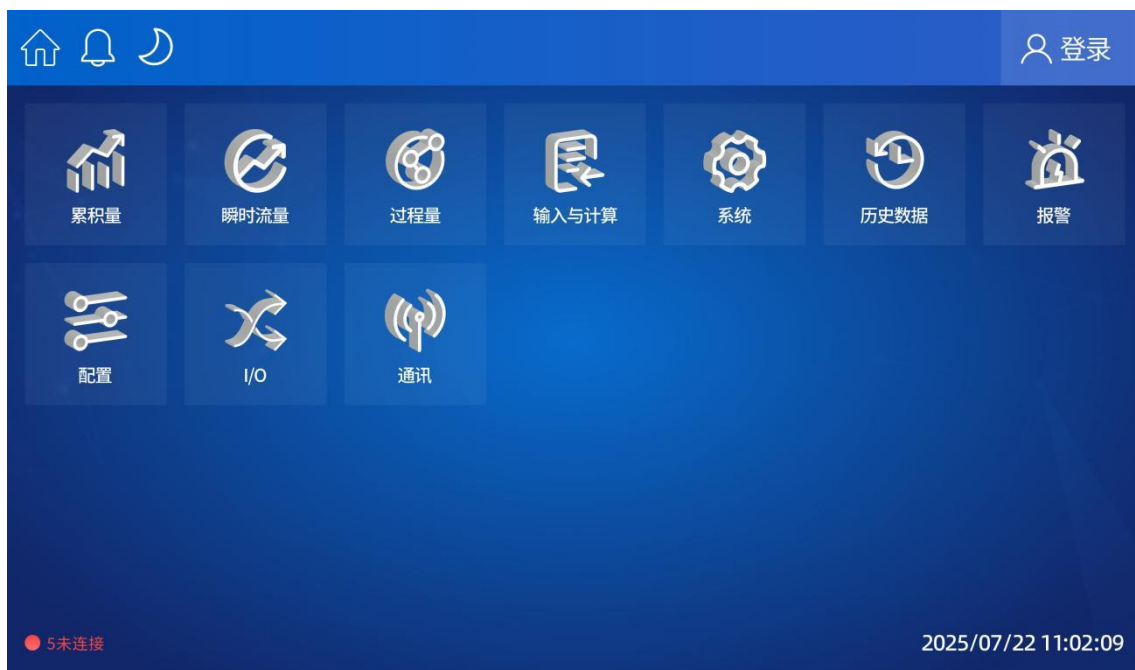 登录
累积量
瞬时流量
过程量
输入与计算
系统
历史数据
报警
配置
I/O
通讯
5未连接
2025/07/22 11:02:09